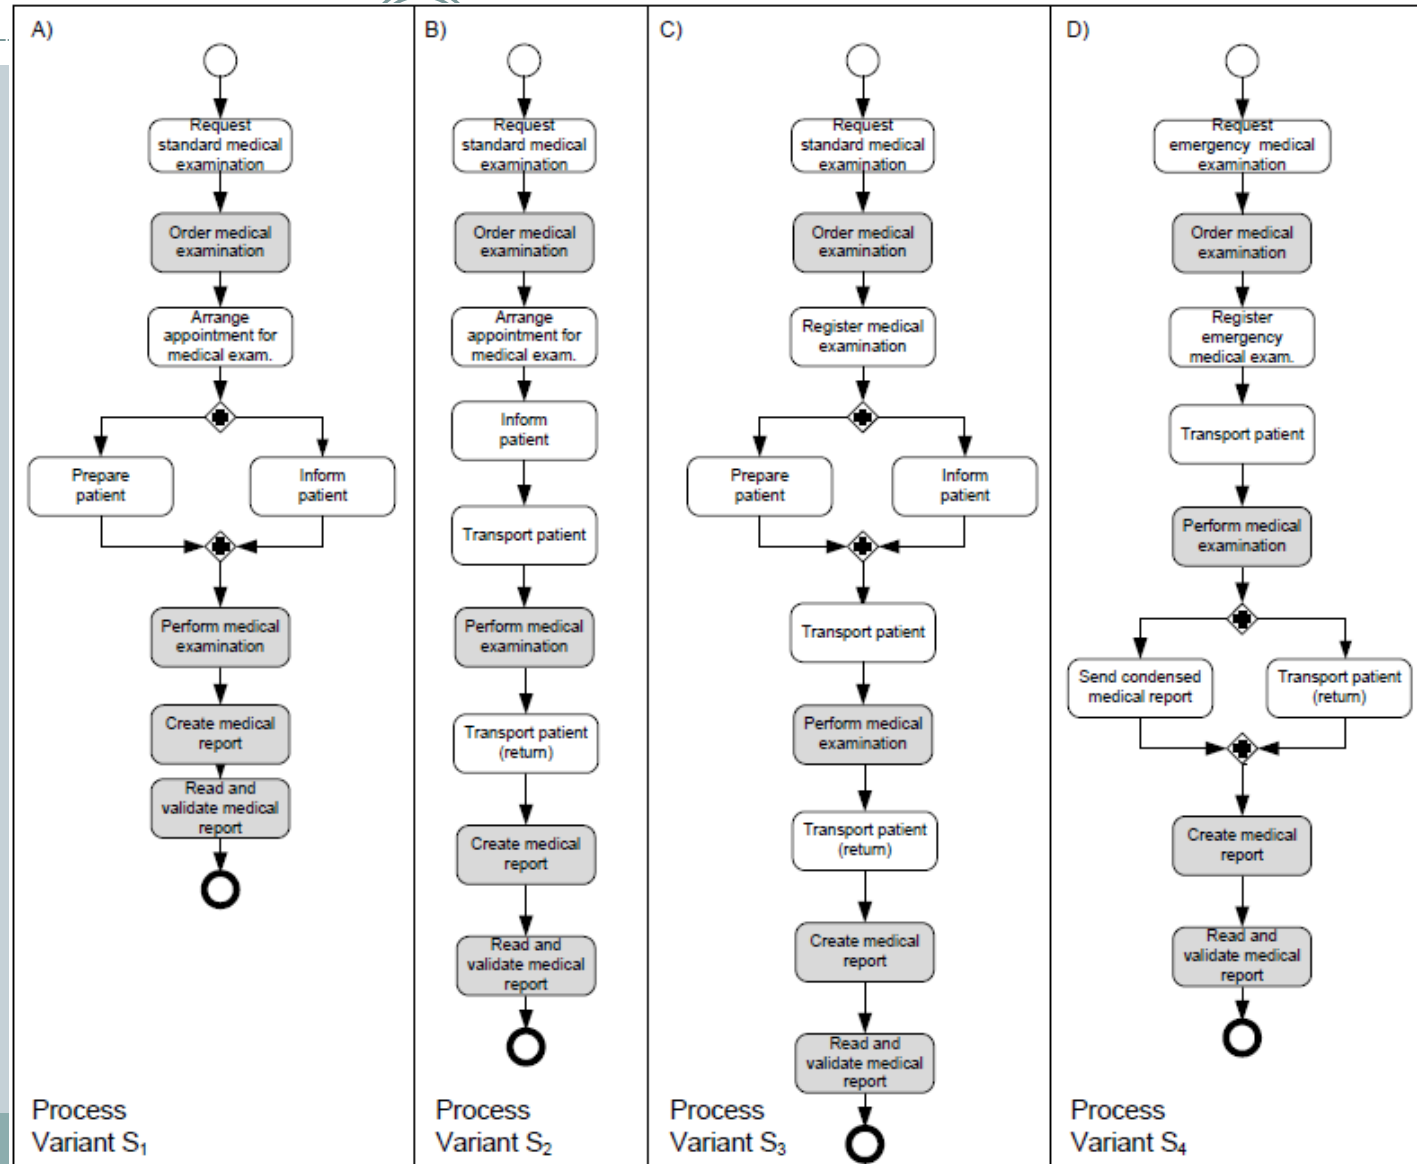 A)
Request
standard medical
examination
Order medical
examination
Arrange
appointment for
medical exam.
Prepare
patient
Inform
patient
Perform medical
examination
Create medical
report
Read and
validate medical
report
Process
Variant S₁
B)
Request
standard medical
examination
Order medical
examination
Arrange
appointment for
medical exam.
Inform
patient
Transport patient
Perform medical
examination
Transport patient
(return)
Create medical
report
Read and
validate medical
report
Process
Variant S₂
C)
Request
standard medical
examination
Order medical
examination
Register medical
examination
Prepare
patient
Inform
patient
Transport patient
Perform medical
examination
Transport patient
(return)
Create medical
report
Read and
validate medical
report
Process
Variant S₃
D)
Request
emergency medical
examination
Order medical
examination
Register
emergency
medical exam.
Transport patient
Perform medical
examination
Send condensed
medical report
Transport patient
(return)
Create medical
report
Read and
validate medical
report
Process
Variant S₄